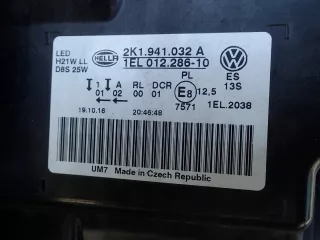 LED
H21W LL
D8S 25W
HELLA
2K1.941.032 A
1EL 012.286-10
1 A RL DCR
01 02 00 01
PL
E8 12,5
ES
13S
7571 1EL.2038
19.10.16 20:46:48
UM7 Made in Czech Republic